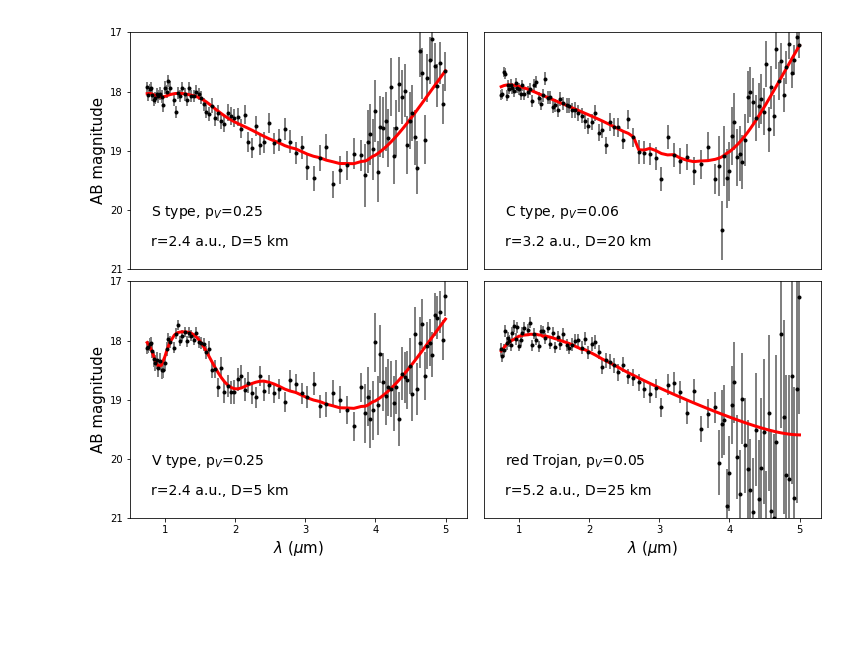 17
18
19
20
21
AB magnitude
S type, p_V=0.25
r=2.4 a.u., D=5 km
C type, p_V=0.06
r=3.2 a.u., D=20 km
17
18
19
20
21
AB magnitude
V type, p_V=0.25
r=2.4 a.u., D=5 km
red Trojan, p_V=0.05
r=5.2 a.u., D=25 km
1 2 3 4 5
1 2 3 4 5
λ (μm)
λ (μm)